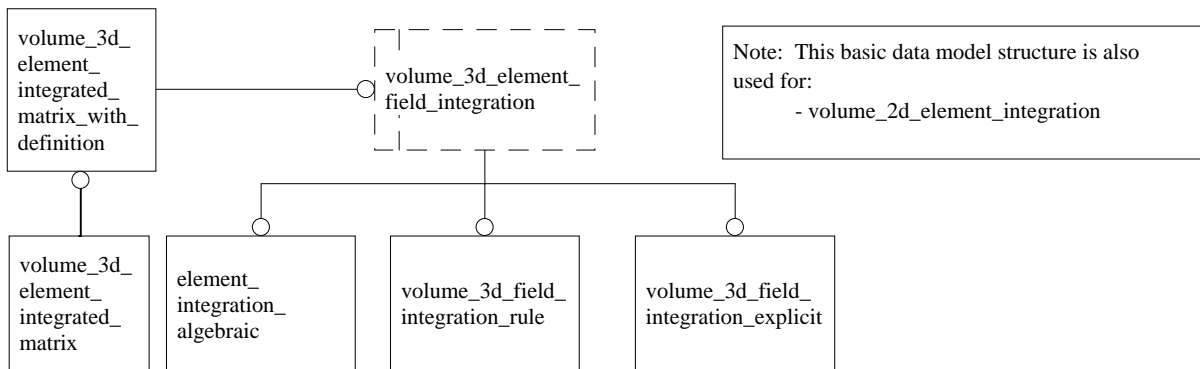 volume_3d_
element_
integrated_
matrix_with_
definition
volume_3d_element_
field_integration
Note:  This basic data model structure is also
used for:
- volume_2d_element_integration
volume_3d_
element_
integrated_
matrix
element_
integration_
algebraic
volume_3d_field_
integration_rule
volume_3d_field_
integration_explicit